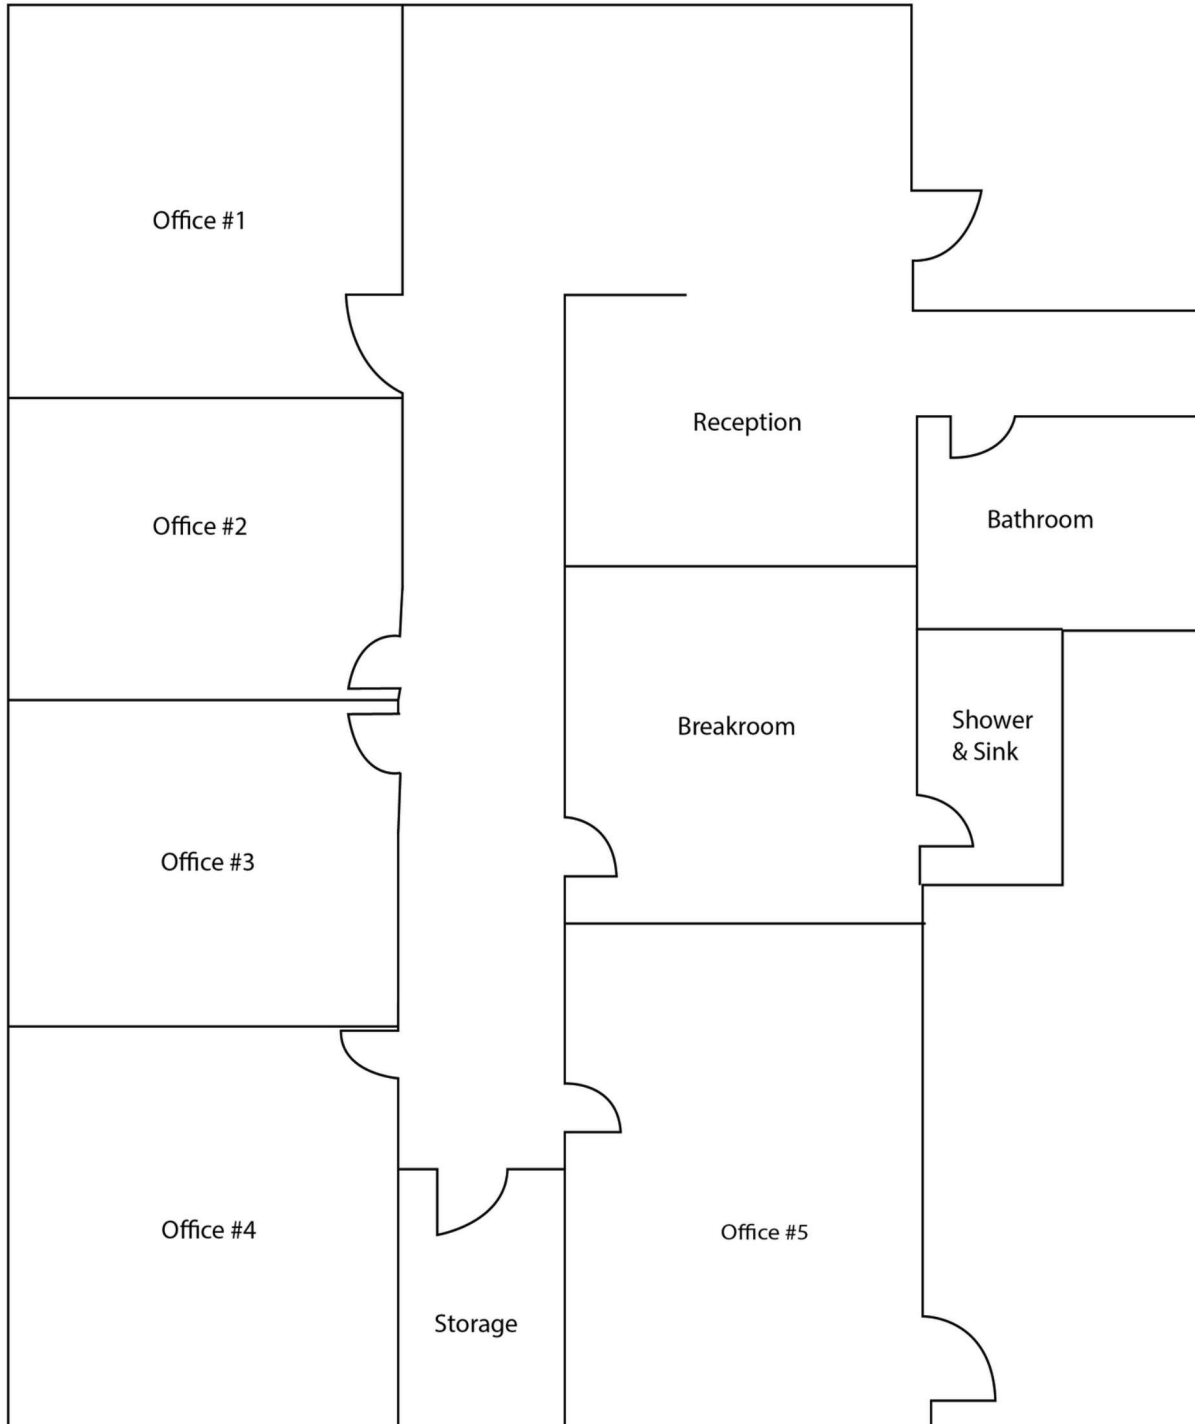 Office #1
Reception
Office #2
Bathroom
Breakroom
Shower
& Sink
Office #3
Office #4
Office #5
Storage